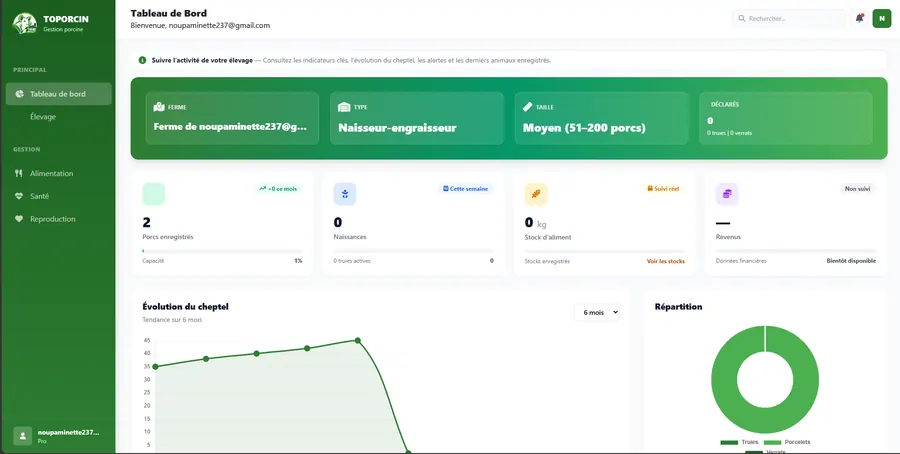 TOPORCIN
Gestion porcine
PRINCIPAL
Tableau de bord
Élevage
GESTION
Alimentation
Santé
Reproduction
noupaminette237...
Pro
Tableau de Bord
Bienvenue, noupaminette237@gmail.com
Rechercher...
N
Suivre l'activité de votre élevage — Consultez les indicateurs clés, l'évolution du cheptel, les alertes et les derniers animaux enregistrés.
FERME
Ferme de noupaminette237@g...
TYPE
Naisseur-engraisseur
TAILLE
Moyen (51–200 porcs)
DÉCLARÉS
0
0 truies | 0 verrats
+0 ce mois
2
Porcs enregistrés
Capacité 1%
Cette semaine
0
Naissances
0 truies actives 0
Suivi réel
0 kg
Stock d'aliment
Stocks enregistrés Voir les stocks
Non suivi
—
Revenus
Données financières Bientôt disponible
Évolution du cheptel
Tendance sur 6 mois
6 mois
45
40
35
30
25
20
15
10
5
Répartition
Truies Porcelets
Verrats